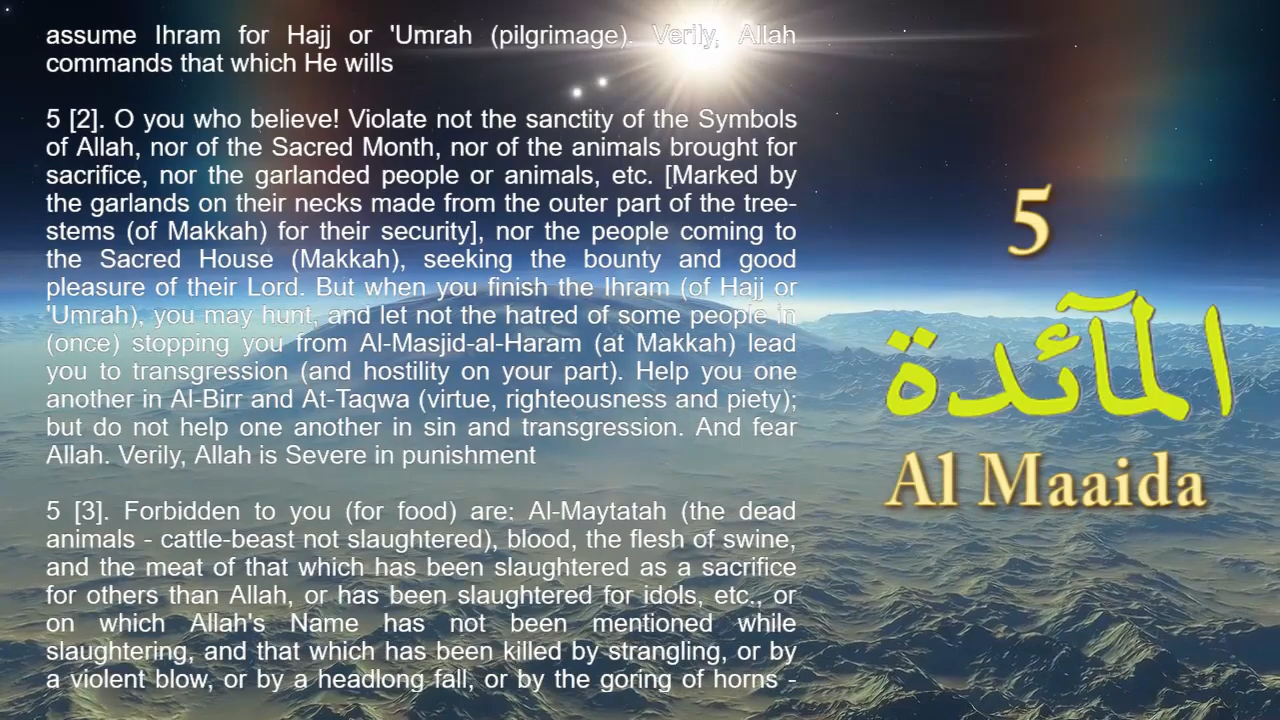 assume Ihram for Hajj or 'Umrah (pilgrimage). Verily, Allah
commands that which He wills
5 [2]. O you who believe! Violate not the sanctity of the Symbols
of Allah, nor of the Sacred Month, nor of the animals brought for
sacrifice, nor the garlanded people or animals, etc. [Marked by
the garlands on their necks made from the outer part of the tree-
stems (of Makkah) for their security], nor the people coming to
the Sacred House (Makkah), seeking the bounty and good
pleasure of their Lord. But when you finish the Ihram (of Hajj or
'Umrah), you may hunt, and let not the hatred of some people in
(once) stopping you from Al-Masjid-al-Haram (at Makkah) lead
you to transgression (and hostility on your part). Help you one
another in Al-Birr and At-Taqwa (virtue, righteousness and piety);
but do not help one another in sin and transgression. And fear
Allah. Verily, Allah is Severe in punishment
5 [3]. Forbidden to you (for food) are: Al-Maytatah (the dead
animals - cattle-beast not slaughtered), blood, the flesh of swine,
and the meat of that which has been slaughtered as a sacrifice
for others than Allah, or has been slaughtered for idols, etc., or
on which Allah's Name has not been mentioned while
slaughtering, and that which has been killed by strangling, or by
a violent blow, or by a headlong fall, or by the goring of horns -
5
المآئدة
Al Maaida